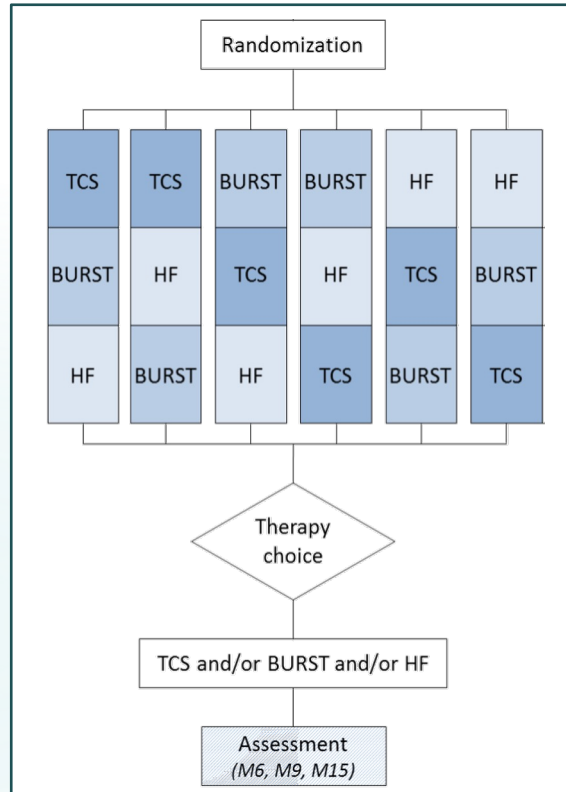 Randomization
TCS TCS BURST BURST HF HF
BURST HF TCS HF TCS BURST
HF BURST HF TCS BURST TCS
Therapy
choice
TCS and/or BURST and/or HF
Assessment
(M6, M9, M15)